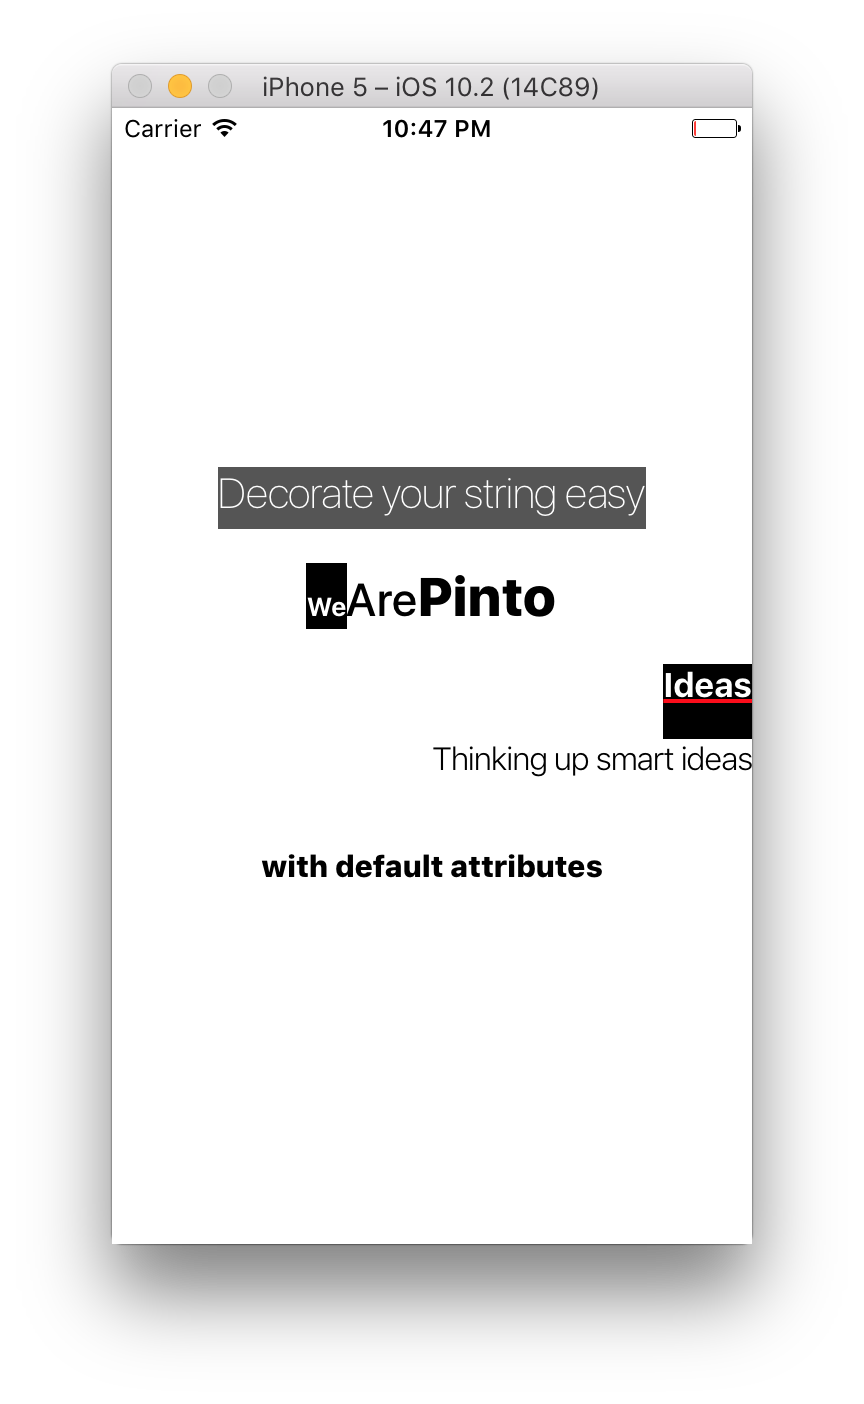 iPhone 5 – iOS 10.2 (14C89)
Carrier 10:47 PM
Decorate your string easy
WeArePinto
Ideas
Thinking up smart ideas
with default attributes